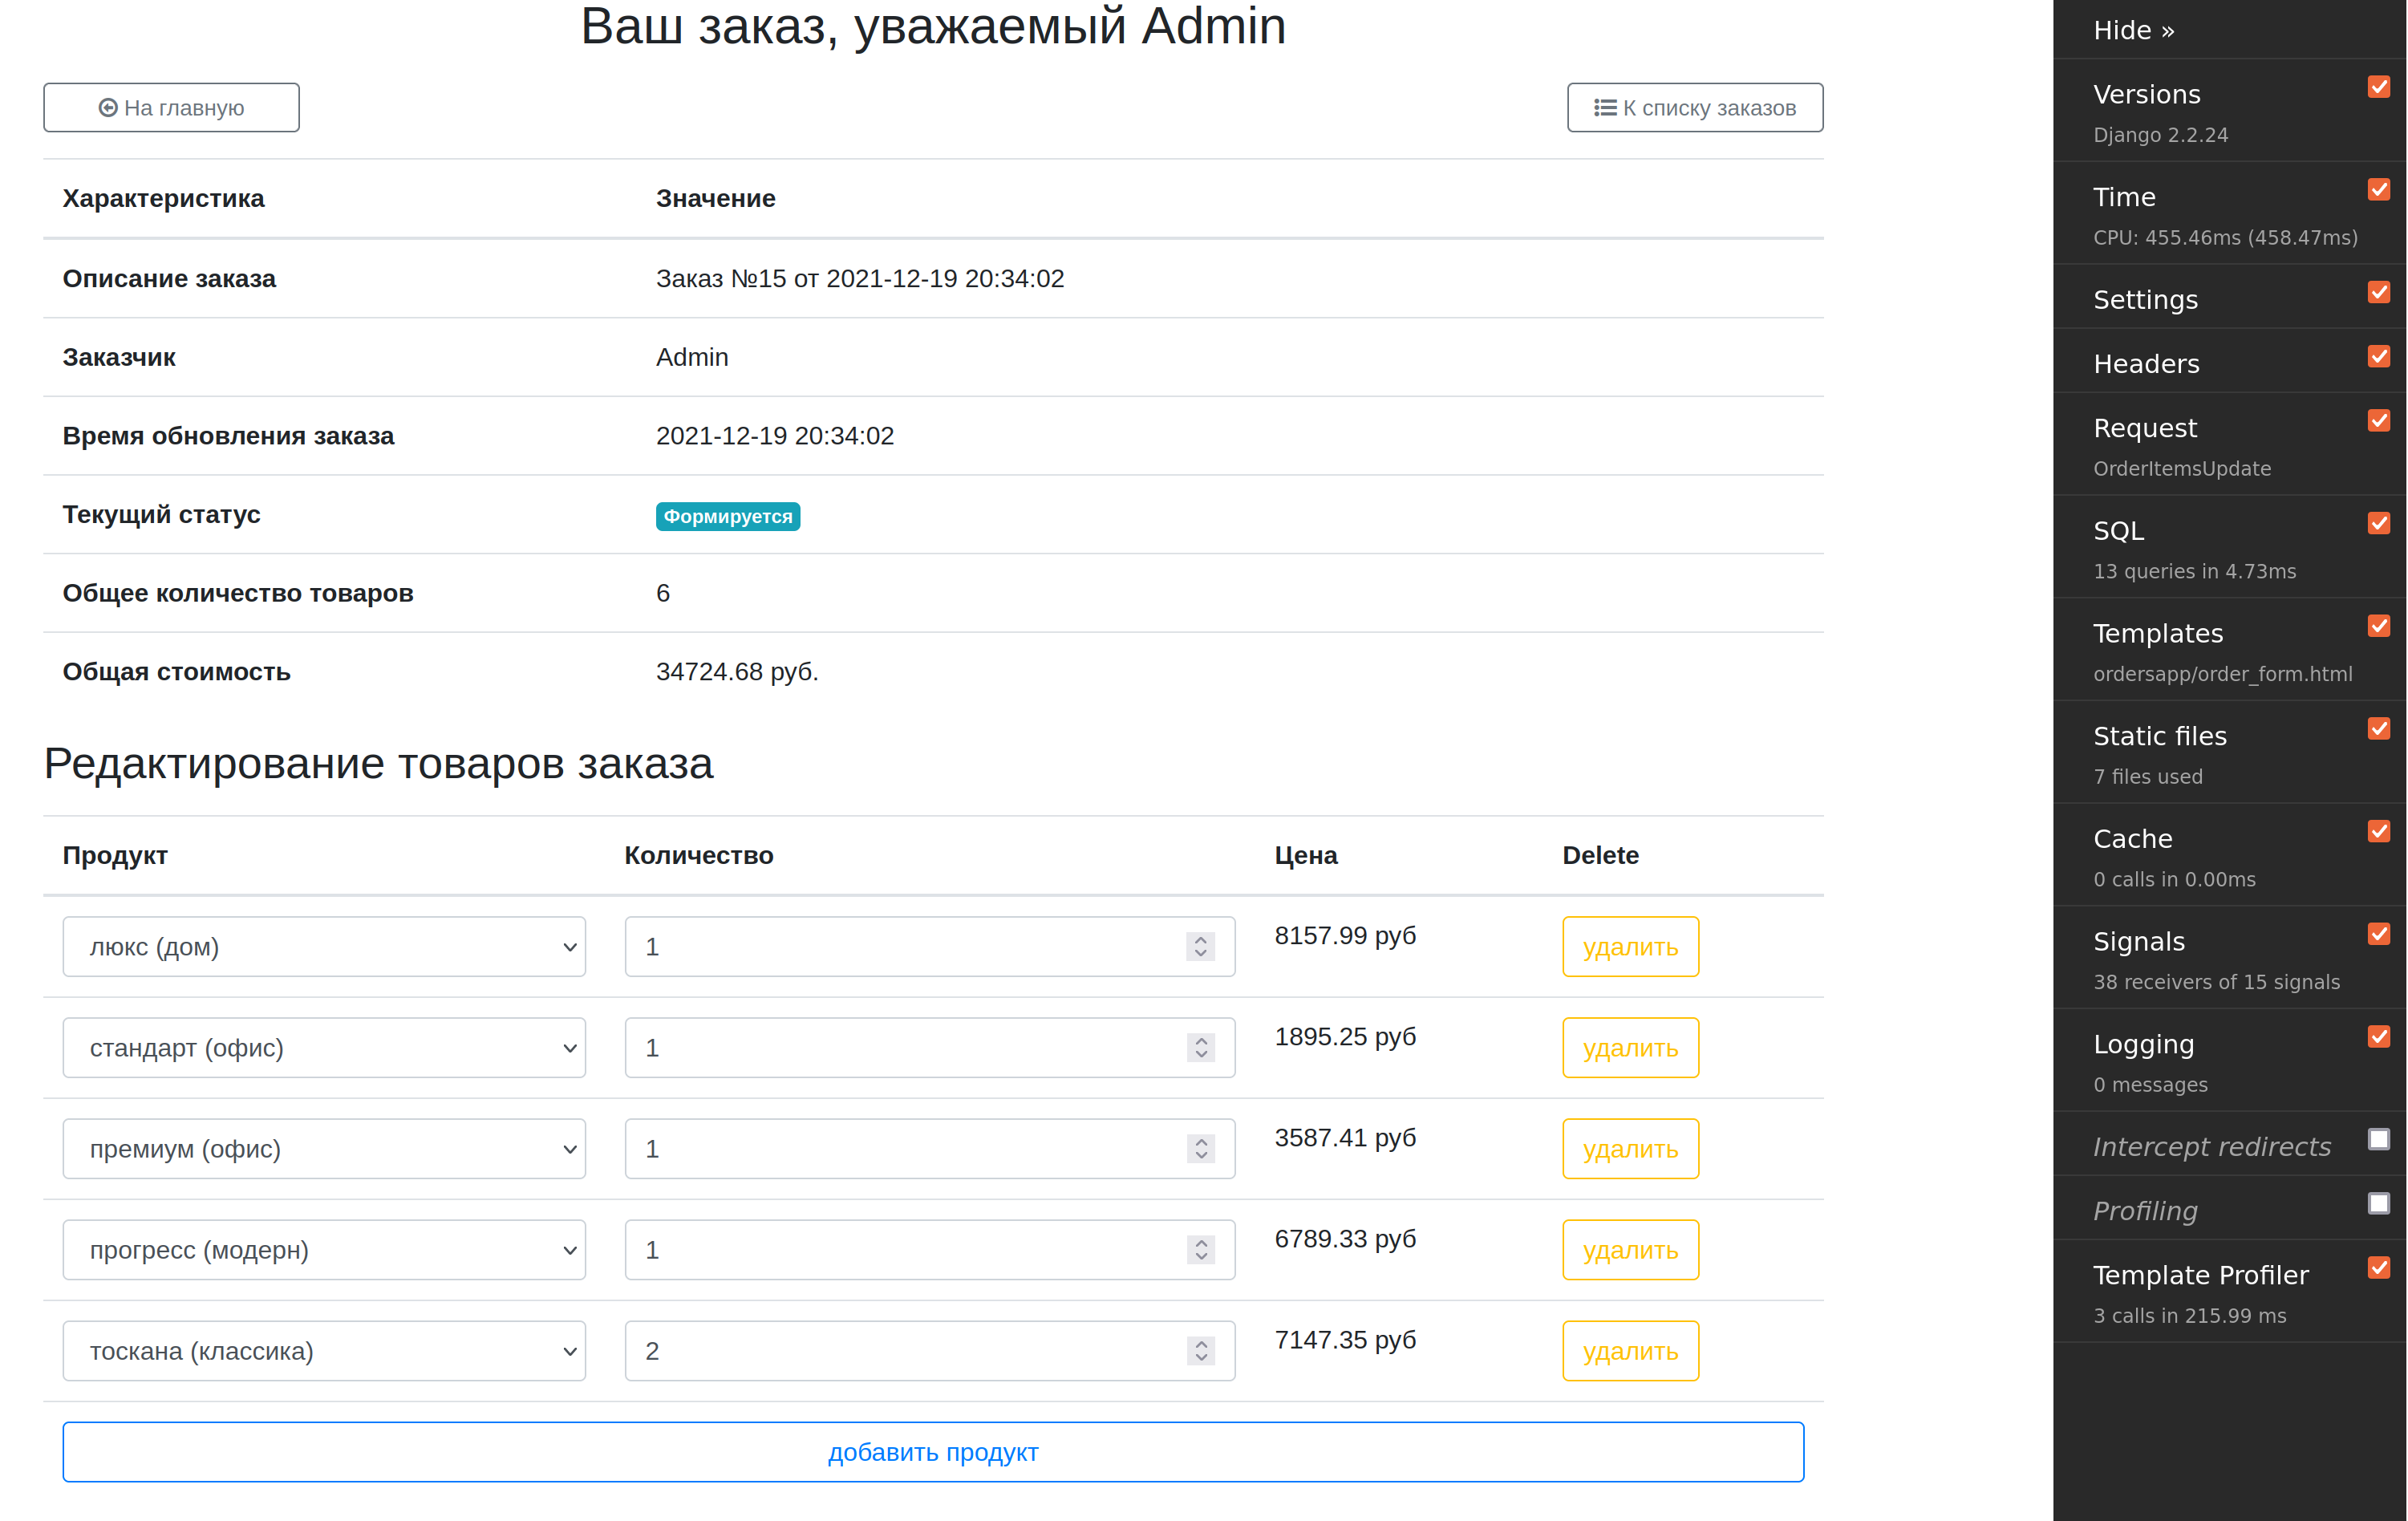 Ваш заказ, уважаемый Admin
На главную
К списку заказов
Характеристика Значение
Описание заказа Заказ №15 от 2021-12-19 20:34:02
Заказчик Admin
Время обновления заказа 2021-12-19 20:34:02
Текущий статус Формируется
Общее количество товаров 6
Общая стоимость 34724.68 руб.
Редактирование товаров заказа
Продукт Количество Цена Delete
люкс (дом) 1 8157.99 руб удалить
стандарт (офис) 1 1895.25 руб удалить
премиум (офис) 1 3587.41 руб удалить
прогресс (модерн) 1 6789.33 руб удалить
тоскана (классика) 2 7147.35 руб удалить
добавить продукт
Hide »
Versions
Django 2.2.24
Time
CPU: 455.46ms (458.47ms)
Settings
Headers
Request
OrderItemsUpdate
SQL
13 queries in 4.73ms
Templates
ordersapp/order_form.html
Static files
7 files used
Cache
0 calls in 0.00ms
Signals
38 receivers of 15 signals
Logging
0 messages
Intercept redirects
Profiling
Template Profiler
3 calls in 215.99 ms